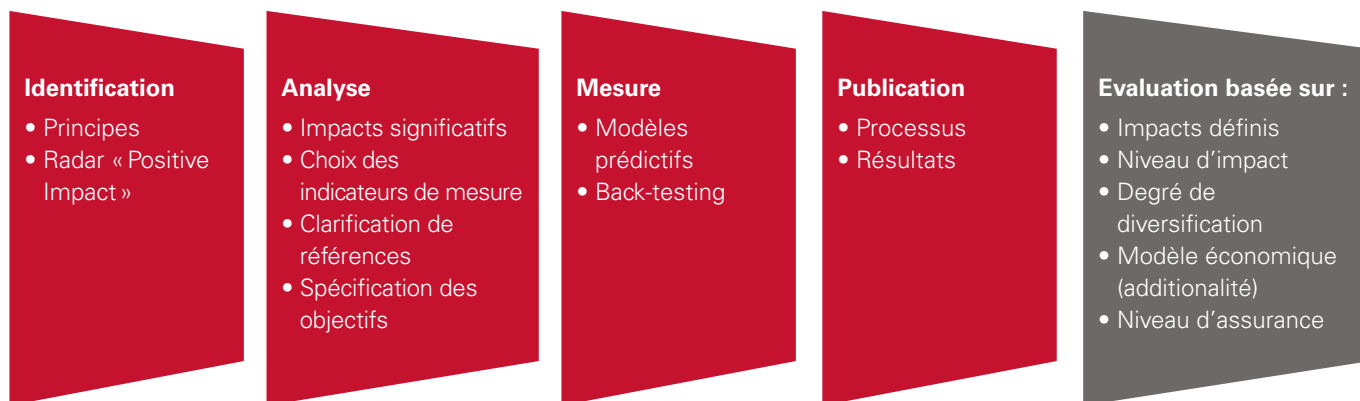 Identification
• Principes
• Radar « Positive
Impact »
Analyse
• Impacts significatifs
• Choix des
indicateurs de mesure
• Clarification de
références
• Spécification des
objectifs
Mesure
• Modèles
prédictifs
• Back-testing
Publication
• Processus
• Résultats
Evaluation basée sur :
• Impacts définis
• Niveau d’impact
• Degré de
diversification
• Modèle économique
(additionalité)
• Niveau d’assurance